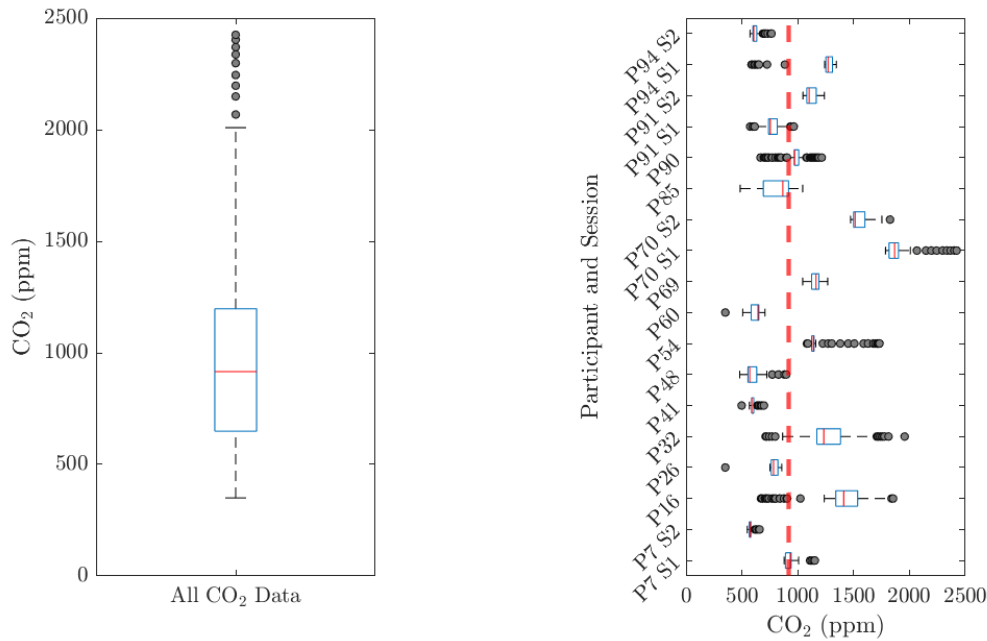 2500
2000
1500
1000
500
0
CO₂ (ppm)
All CO₂ Data
Participant and Session
P94 S2
P94 S1
P91 S2
P91 S1
P90
P85
P70 S2
P70 S1
P69
P60
P54
P48
P41
P32
P26
P16
P7 S2
P7 S1
0 500 1000 1500 2000 2500
CO₂ (ppm)